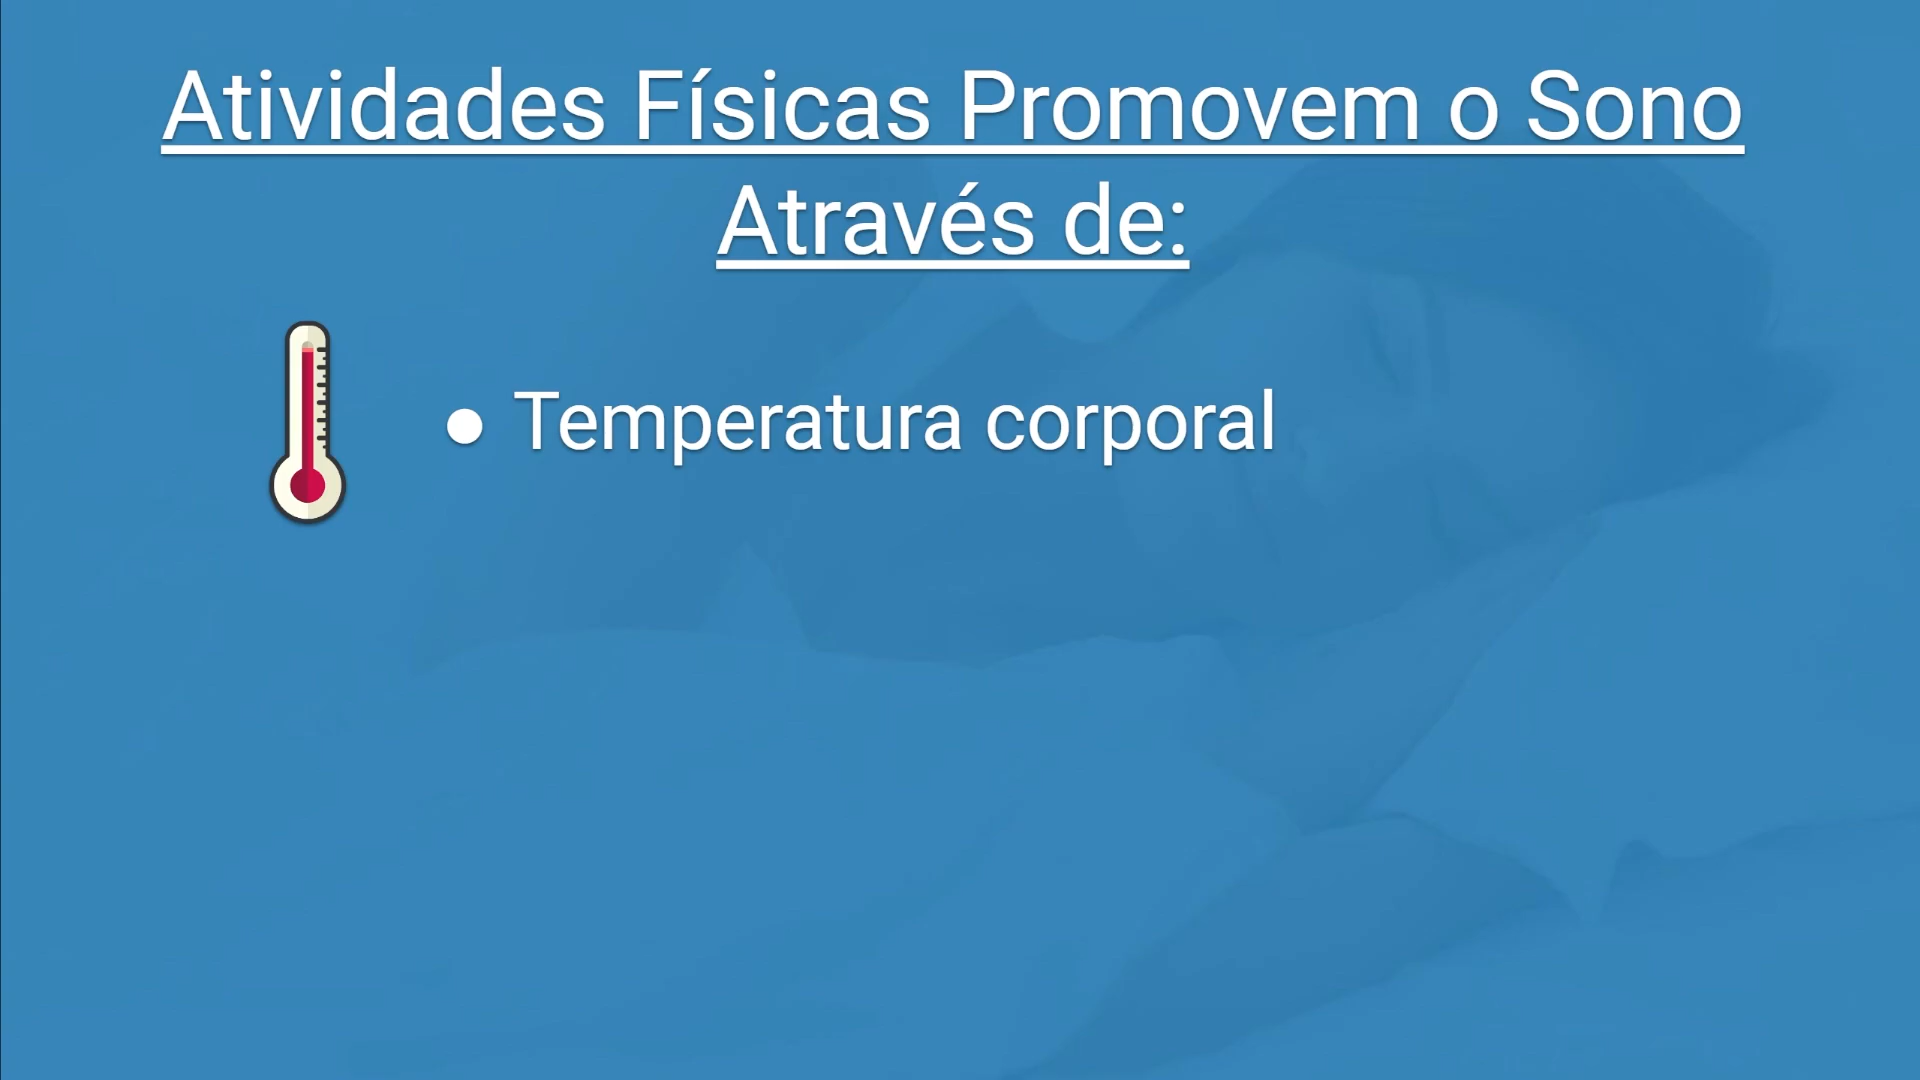 Atividades Físicas Promovem o Sono
Através de:
● Temperatura corporal